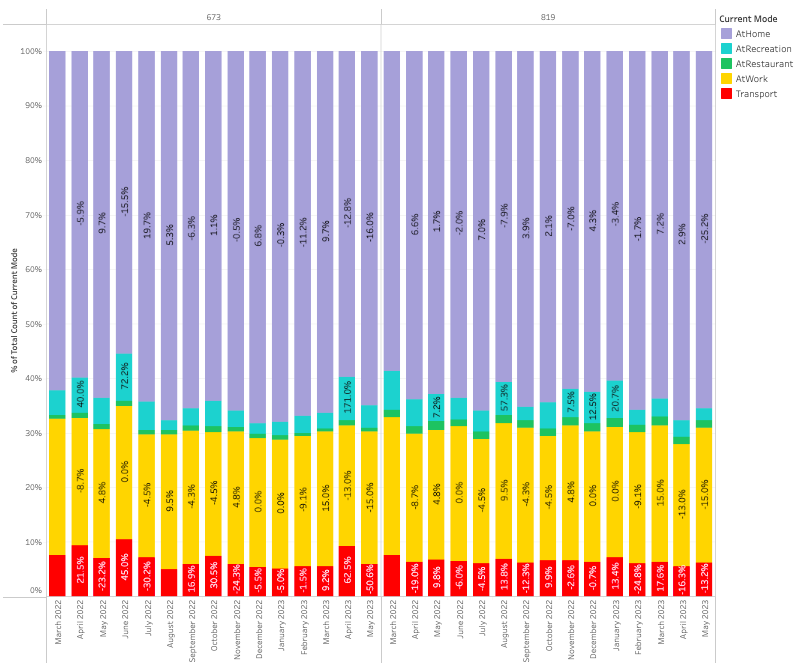 673
819
Current Mode
AtHome
AtRecreation
AtRestaurant
AtWork
Transport
% of Total Count of Current Mode
100%
90%
80%
70%
60%
50%
40%
30%
20%
10%
0%
-5.9% 9.7% -15.5% 19.7% 5.3% -6.3% 1.1% -0.5% 6.8% -0.3% -11.2% 9.7% -12.8% -16.0% 6.6% 1.7% -2.0% 7.0% -7.9% 3.9% 2.1% -7.0% 4.3% -3.4% -1.7% 7.2% 2.9% -25.2%
40.0% 72.2% 171.0% 7.2% 57.3% 7.5% 12.5% 20.7%
-8.7% 4.8% 0.0% -4.5% 9.5% -4.3% -4.5% 4.8% 0.0% 0.0% -9.1% 15.0% -13.0% -15.0% -8.7% 4.8% 0.0% -4.5% 9.5% -4.3% -4.5% 4.8% 0.0% 0.0% -9.1% 15.0% -13.0% -15.0%
21.5% -23.2% 45.0% -30.2% 16.9% 30.5% -24.3% -5.5% -5.0% -1.5% 9.2% 62.5% -50.6% -19.0% 9.8% -6.0% -4.5% 13.8% -12.3% 9.9% -2.6% -0.7% 13.4% -24.8% 17.6% -16.3% -13.2%
March 2022
April 2022
May 2022
June 2022
July 2022
August 2022
September 2022
October 2022
November 2022
December 2022
January 2023
February 2023
March 2023
April 2023
May 2023
March 2022
April 2022
May 2022
June 2022
July 2022
August 2022
September 2022
October 2022
November 2022
December 2022
January 2023
February 2023
March 2023
April 2023
May 2023